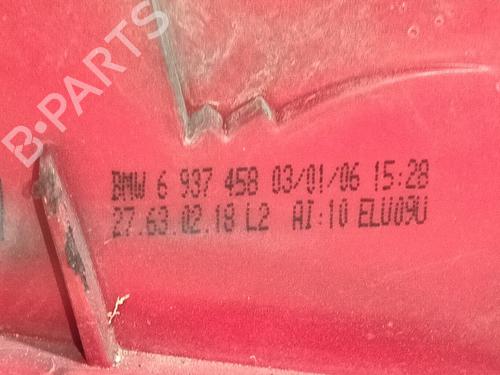 B-PARTS
BMW 6 937 458 03/01/06 15:28
27.63.02.18 L2 AI:10 ELU09U